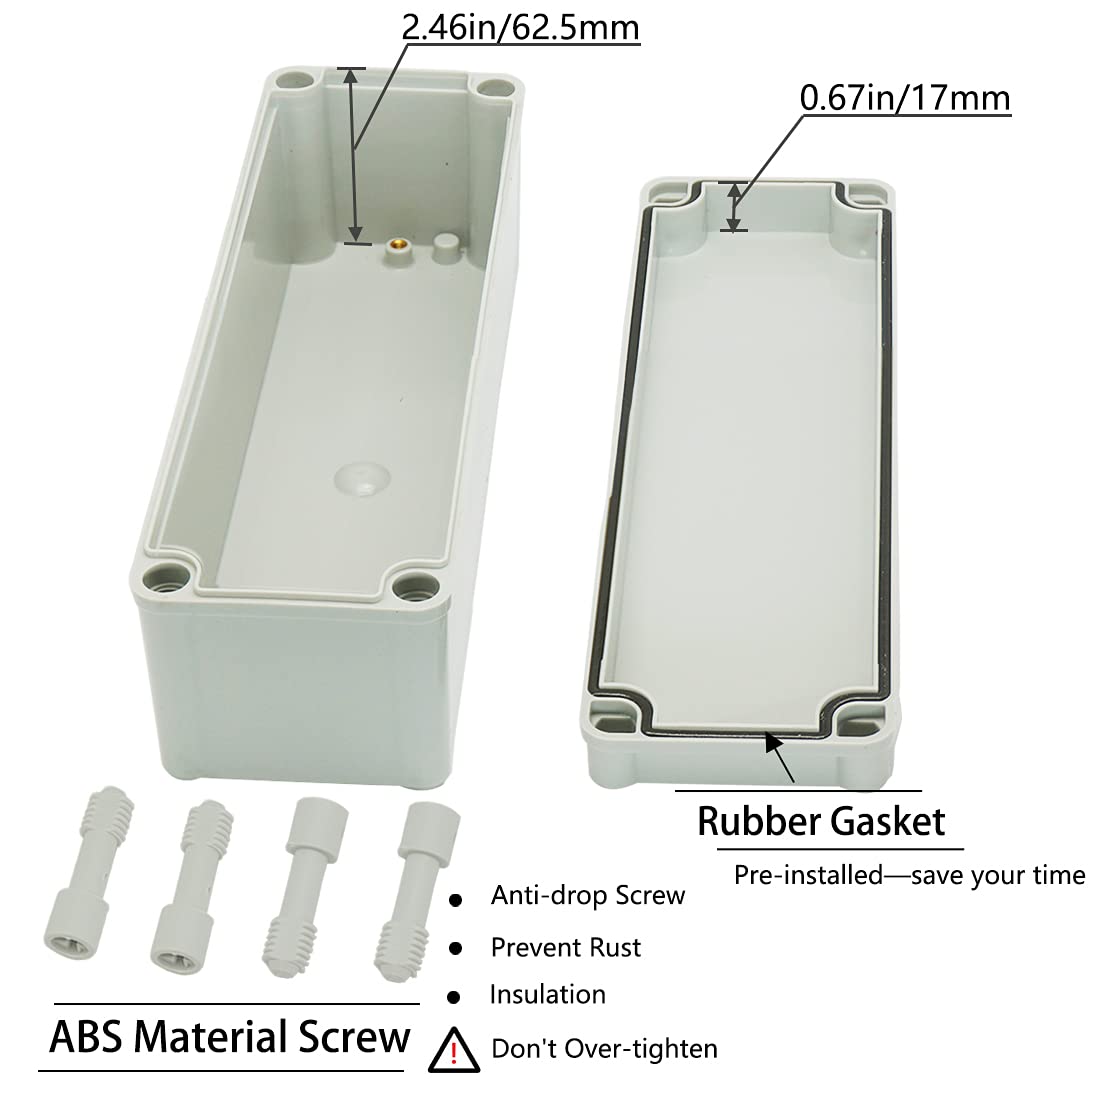 2.46in/62.5mm
0.67in/17mm
Rubber Gasket
Pre-installed—save your time
Anti-drop Screw
Prevent Rust
Insulation
ABS Material Screw
! Don't Over-tighten